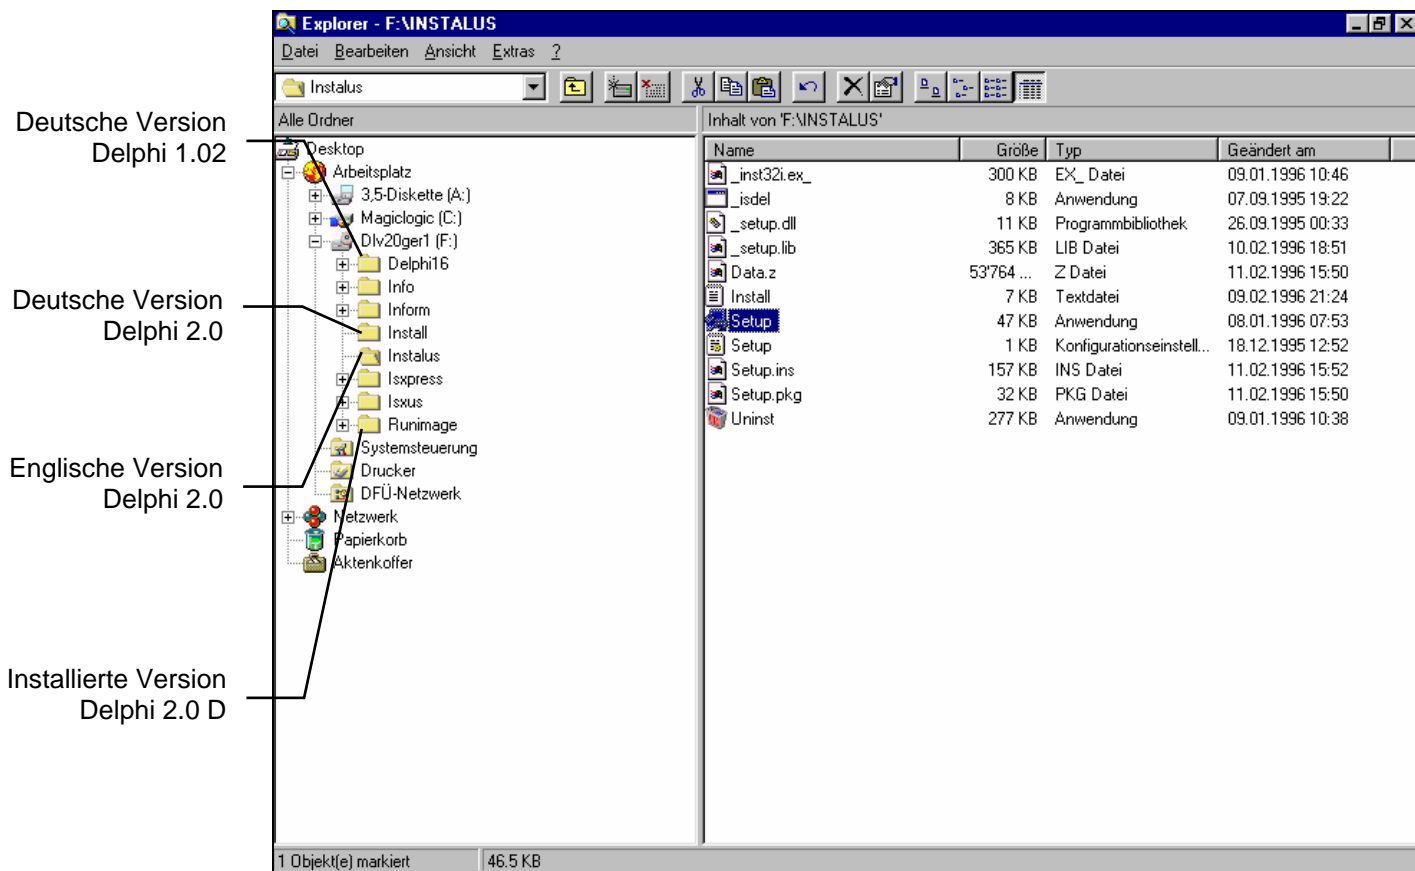 Explorer - F:\INSTALUS
Datei Bearbeiten Ansicht Extras ?
Instalus
Alle Ordner
Inhalt von 'F:\INSTALUS'
Deutsche Version
Delphi 1.02
Deutsche Version
Delphi 2.0
Englische Version
Delphi 2.0
Installierte Version
Delphi 2.0 D
Desktop
Arbeitsplatz
3,5-Diskette (A:)
Magiclogic (C:)
Dlv20ger1 (F:)
Delphi16
Info
Inform
Install
Instalus
Isxpress
Isxus
Runimage
Systemsteuerung
Drucker
DFÜ-Netzwerk
Netzwerk
Papierkorb
Aktenkoffer
Name Größe Typ Geändert am
_inst32i.ex_ 300 KB EX_ Datei 09.01.1996 10:46
_isdel 8 KB Anwendung 07.09.1995 19:22
_setup.dll 11 KB Programmbibliothek 26.09.1995 00:33
_setup.lib 365 KB LIB Datei 10.02.1996 18:51
Data.z 53'764 ... Z Datei 11.02.1996 15:50
Install 7 KB Textdatei 09.02.1996 21:24
Setup 47 KB Anwendung 08.01.1996 07:53
Setup 1 KB Konfigurationseinstell... 18.12.1995 12:52
Setup.ins 157 KB INS Datei 11.02.1996 15:52
Setup.pkg 32 KB PKG Datei 11.02.1996 15:50
Uninst 277 KB Anwendung 09.01.1996 10:38
1 Objekt(e) markiert 46.5 KB